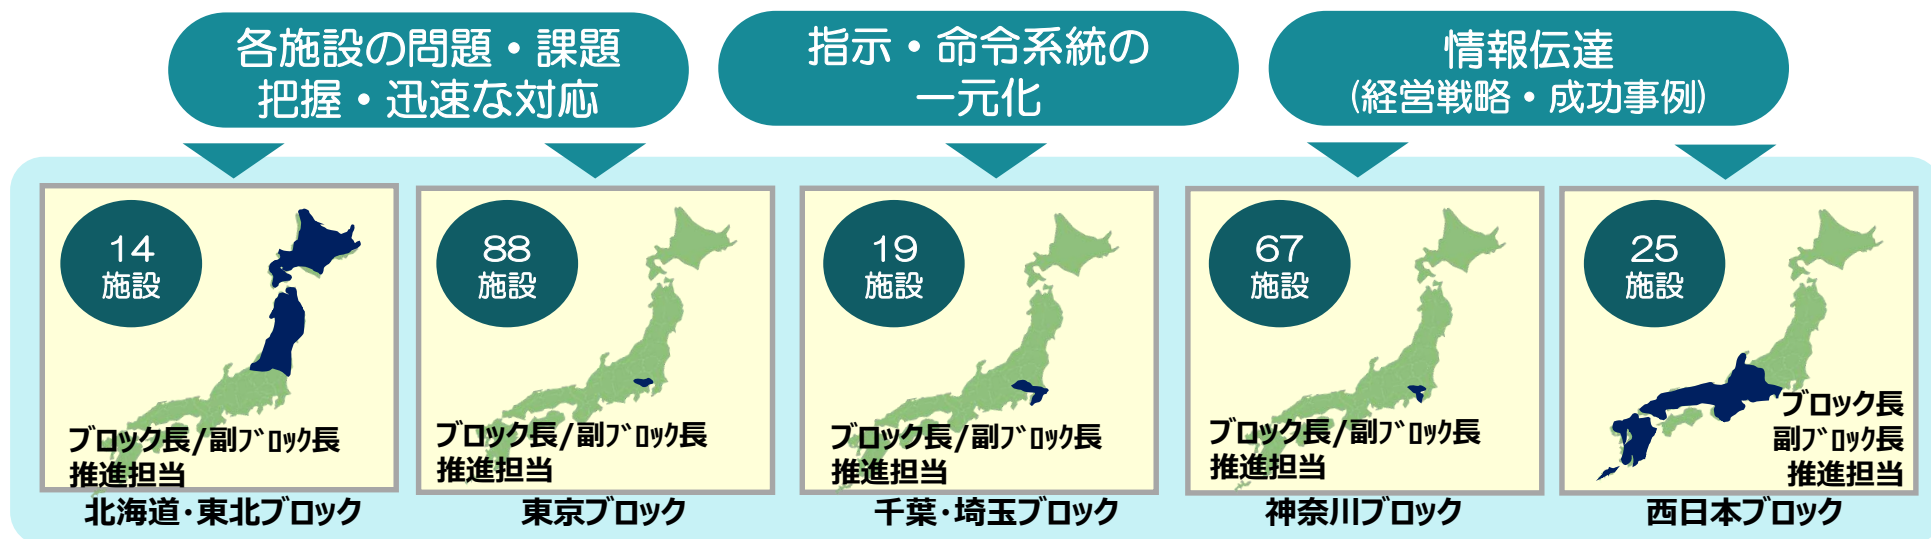 各施設の問題・課題
把握・迅速な対応
指示・命令系統の
一元化
情報伝達
(経営戦略・成功事例)
14
施設
ブロック長/副ﾌﾞﾛｯｸ長
推進担当
北海道・東北ブロック
88
施設
ブロック長/副ﾌﾞﾛｯｸ長
推進担当
東京ブロック
19
施設
ブロック長/副ﾌﾞﾛｯｸ長
推進担当
千葉・埼玉ブロック
67
施設
ブロック長/副ﾌﾞﾛｯｸ長
推進担当
神奈川ブロック
25
施設
ブロック長
副ﾌﾞﾛｯｸ長
推進担当
西日本ブロック